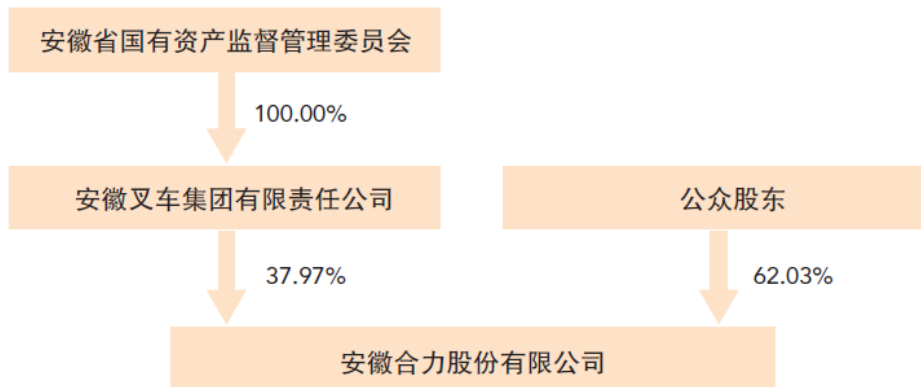 安徽省国有资产监督管理委员会
100.00%
安徽叉车集团有限责任公司
公众股东
37.97%
62.03%
安徽合力股份有限公司